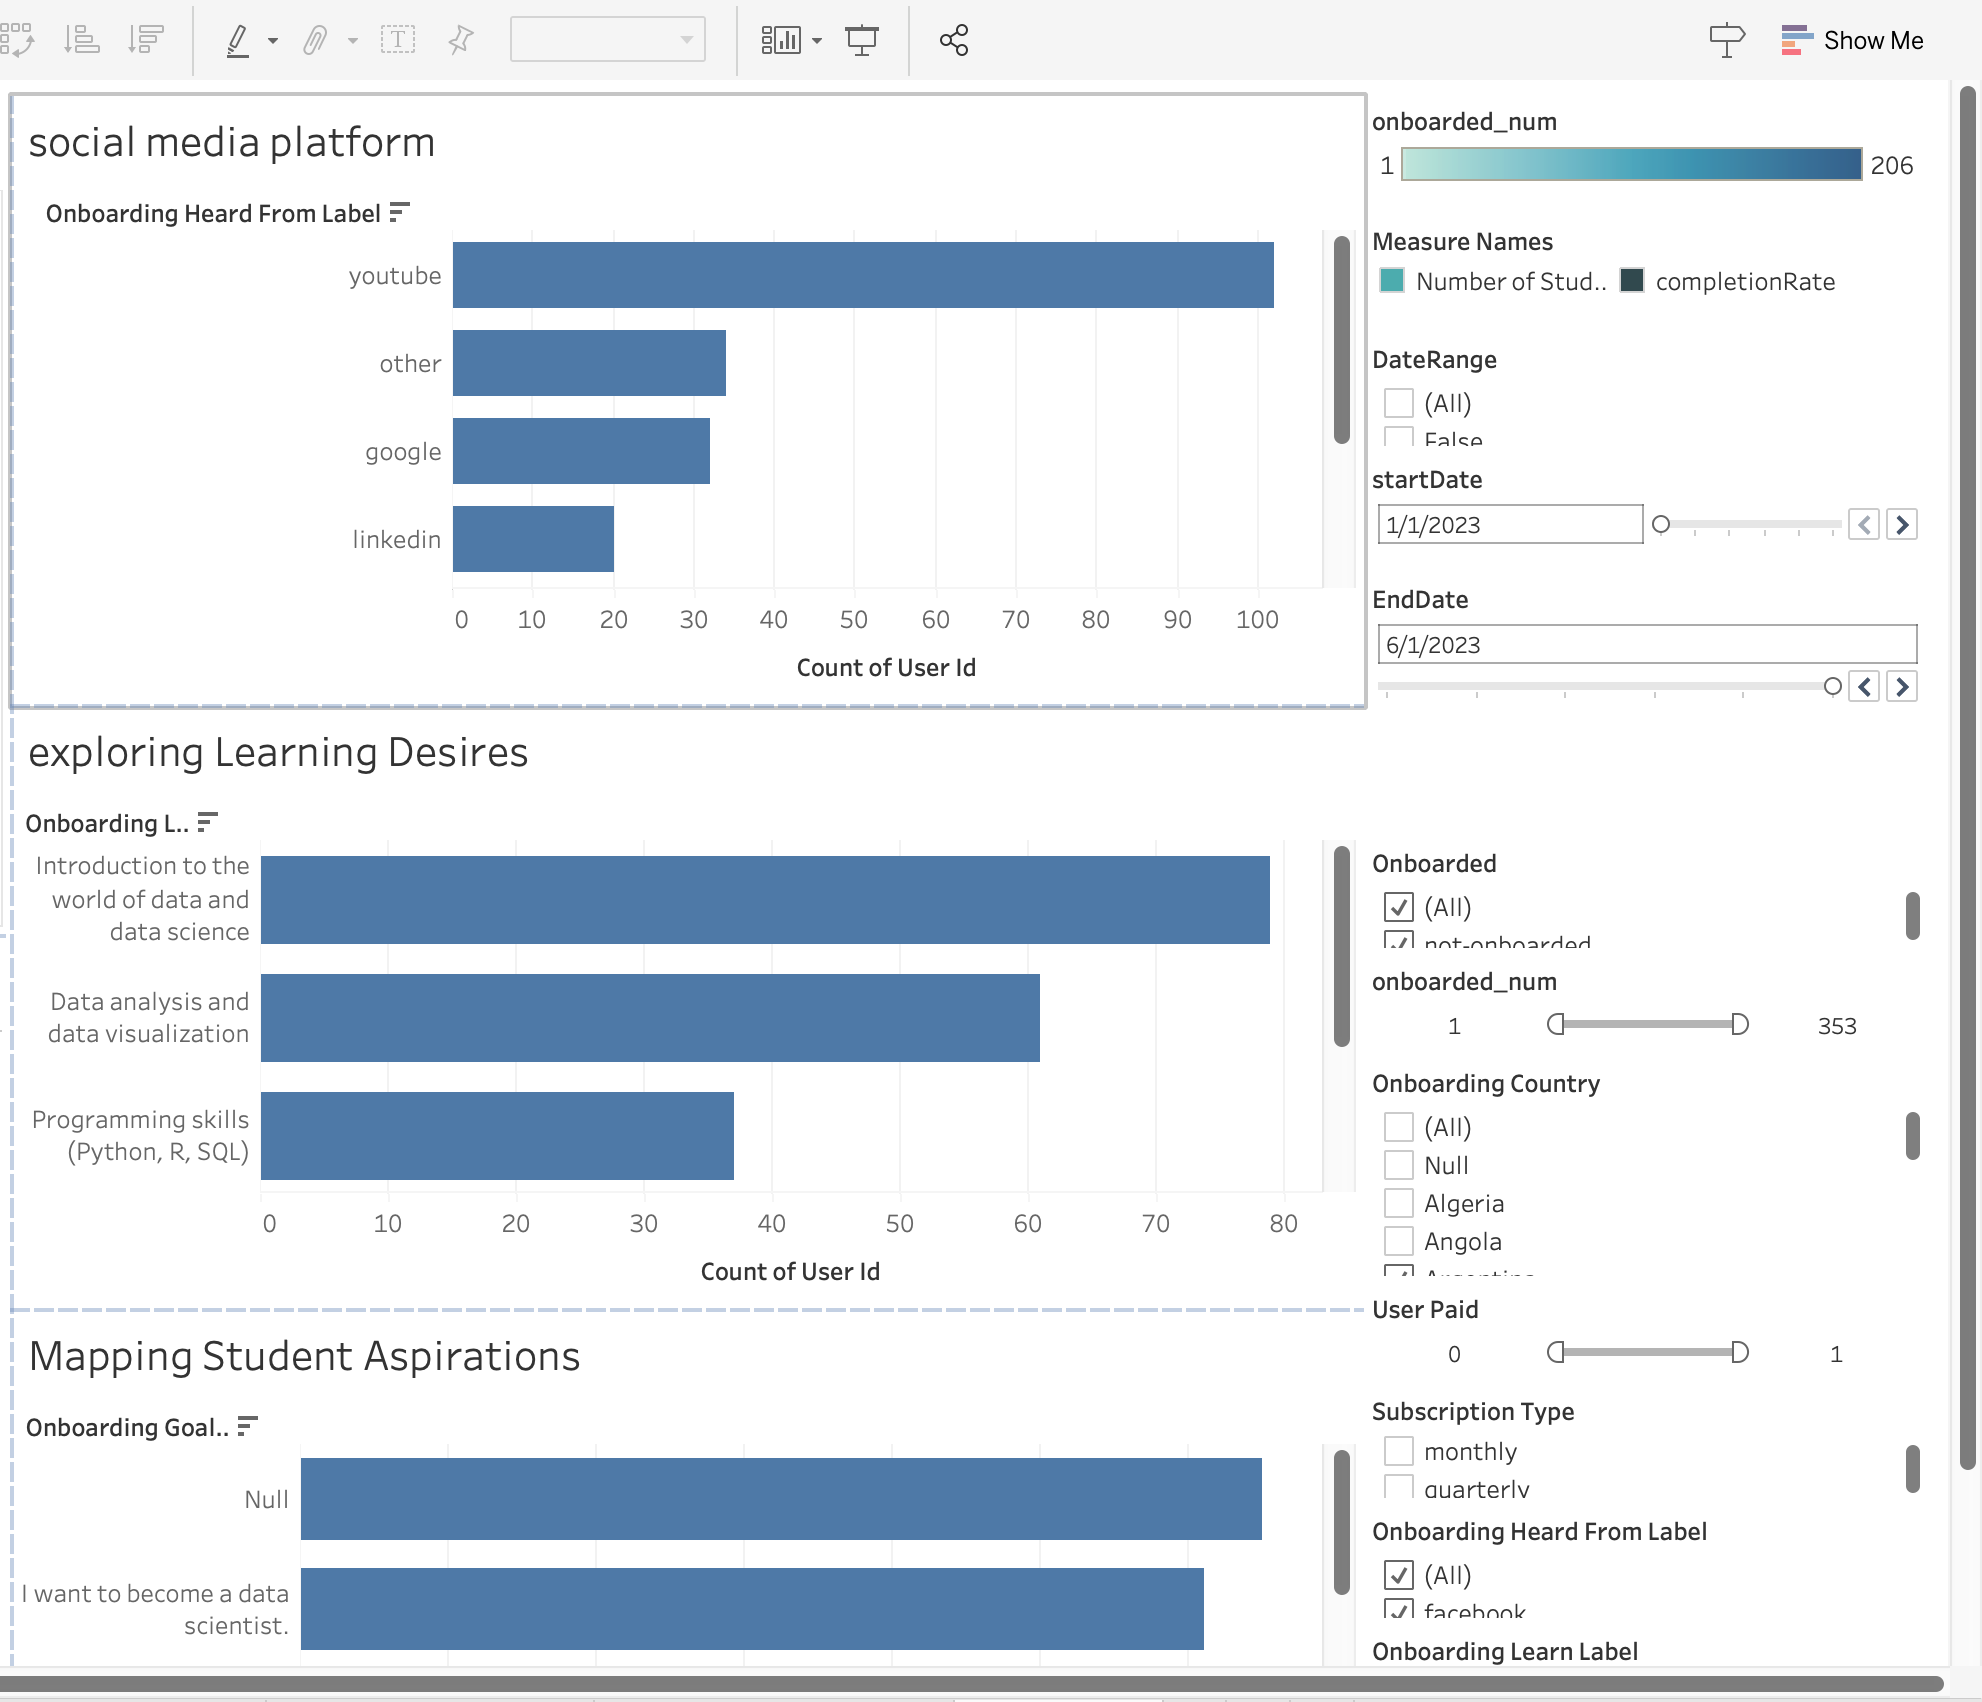 T
Show Me
social media platform
Onboarding Heard From Label
youtube
other
google
linkedin
0 10 20 30 40 50 60 70 80 90 100
Count of User Id
onboarded_num
1 206
Measure Names
Number of Stud.. completionRate
DateRange
(All)
False
startDate
1/1/2023
EndDate
6/1/2023
exploring Learning Desires
Onboarding L..
Introduction to the
world of data and
data science
Data analysis and
data visualization
Programming skills
(Python, R, SQL)
0 10 20 30 40 50 60 70 80
Count of User Id
Onboarded
(All)
not-onboarded
onboarded_num
1 353
Onboarding Country
(All)
Null
Algeria
Angola
Argentina
User Paid
0 1
Mapping Student Aspirations
Onboarding Goal..
Null
I want to become a data
scientist.
Subscription Type
monthly
quarterly
Onboarding Heard From Label
(All)
facebook
Onboarding Learn Label